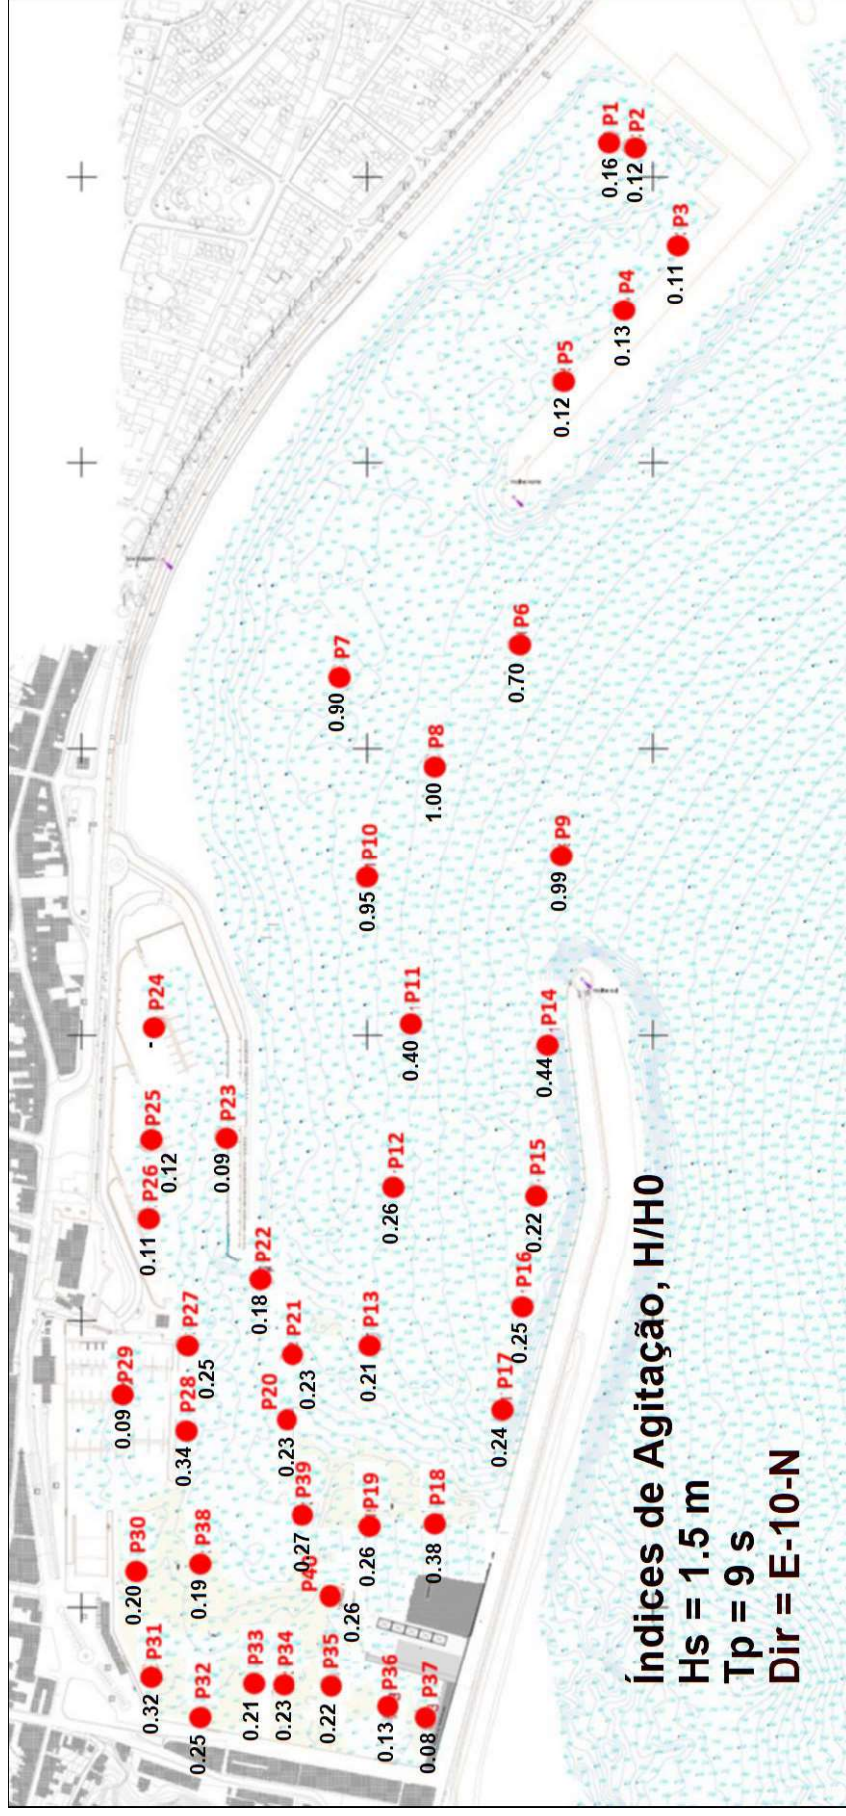 P1
0.16
P2
0.12
P3
0.11
P4
0.13
P5
0.12
P6
0.70
P7
0.90
P8
1.00
P9
0.99
P10
0.95
P11
0.40
P12
0.26
P13
0.21
P14
0.44
P15
0.22
P16
0.25
P17
0.24
P18
0.38
P19
0.26
P20
0.23
P21
0.23
P22
0.18
P23
0.09
P24
-
P25
0.12
P26
0.11
P27
0.25
P28
0.34
P29
0.09
P30
0.20
P31
0.32
P32
0.25
P33
0.21
P34
0.23
P35
0.22
P36
0.13
P37
0.08
P38
0.19
P39
0.27
P40
0.26
Índices de Agitação, H/H0
Hs = 1.5 m
Tp = 9 s
Dir = E-10-N